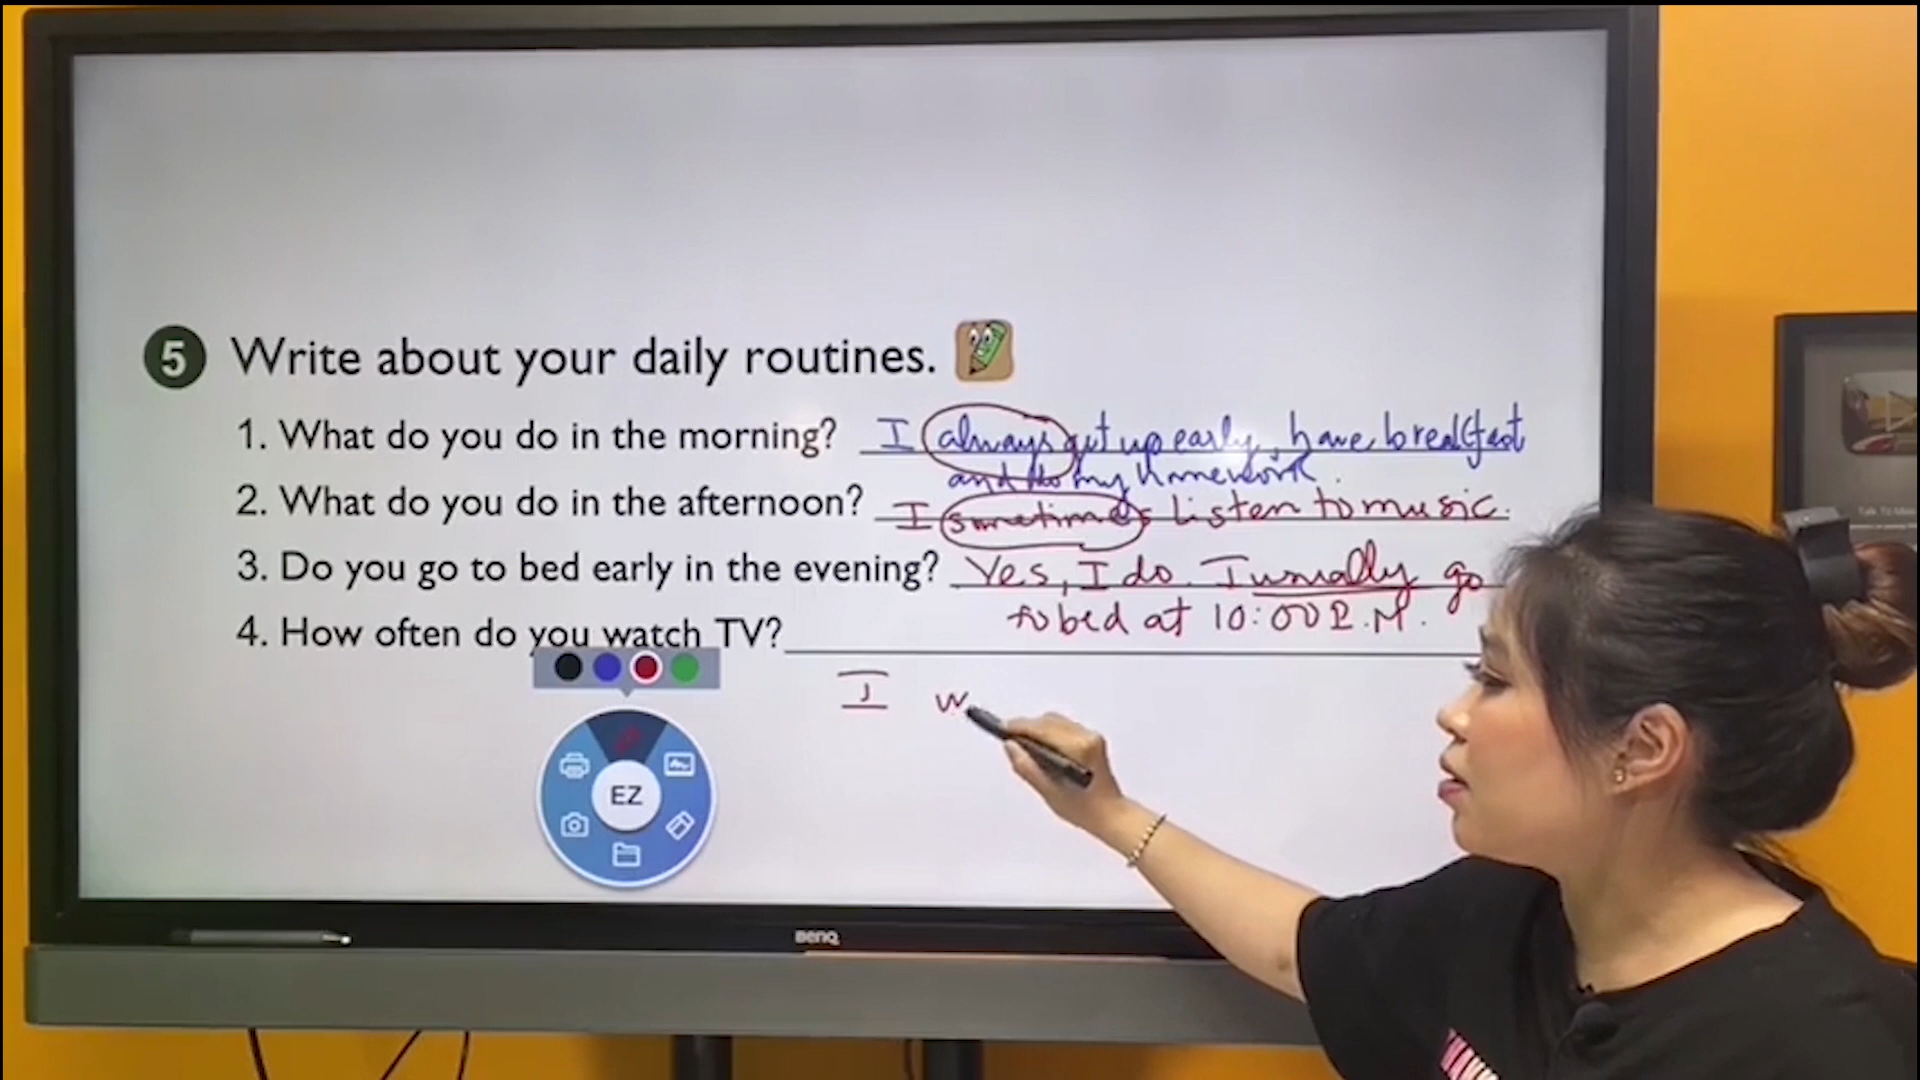 5 Write about your daily routines.
1. What do you do in the morning? I always get up early, have breakfast
and do my homework.
2. What do you do in the afternoon? I sometimes listen to music.
3. Do you go to bed early in the evening? Yes, I do. I usually go
to bed at 10:00 P.M.
4. How often do you watch TV?
I w
EZ
BenQ